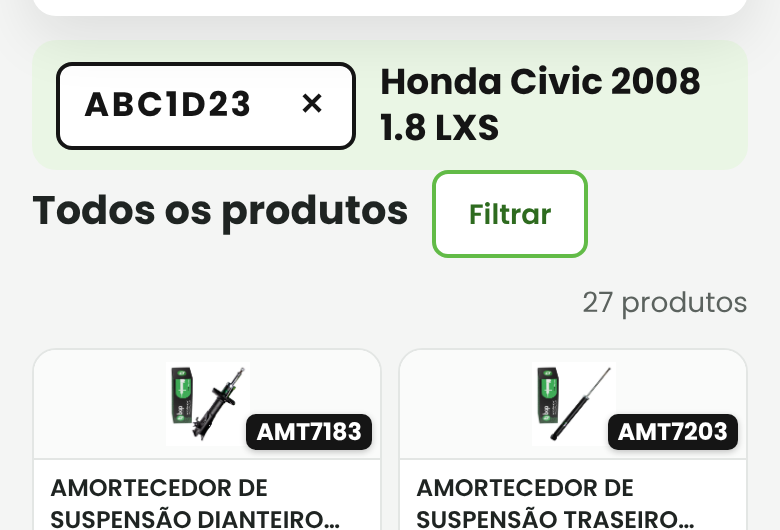 ABC1D23 ✕
Honda Civic 2008
1.8 LXS
Todos os produtos
Filtrar
27 produtos
AMT7183
AMT7203
AMORTECEDOR DE
SUSPENSÃO DIANTEIRO...
AMORTECEDOR DE
SUSPENSÃO TRASEIRO...